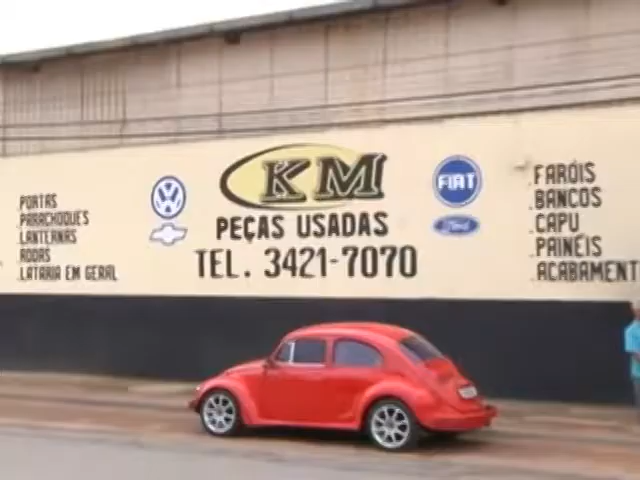 KM
PEÇAS USADAS
TEL. 3421-7070
.PORTAS
.PARACHOQUES
.LANTERNAS
.RODAS
.LATARIA EM GERAL
FIAT
Ford
.FARÓIS
.BANCOS
.CAPU
.PAINÉIS
.ACABAMENT